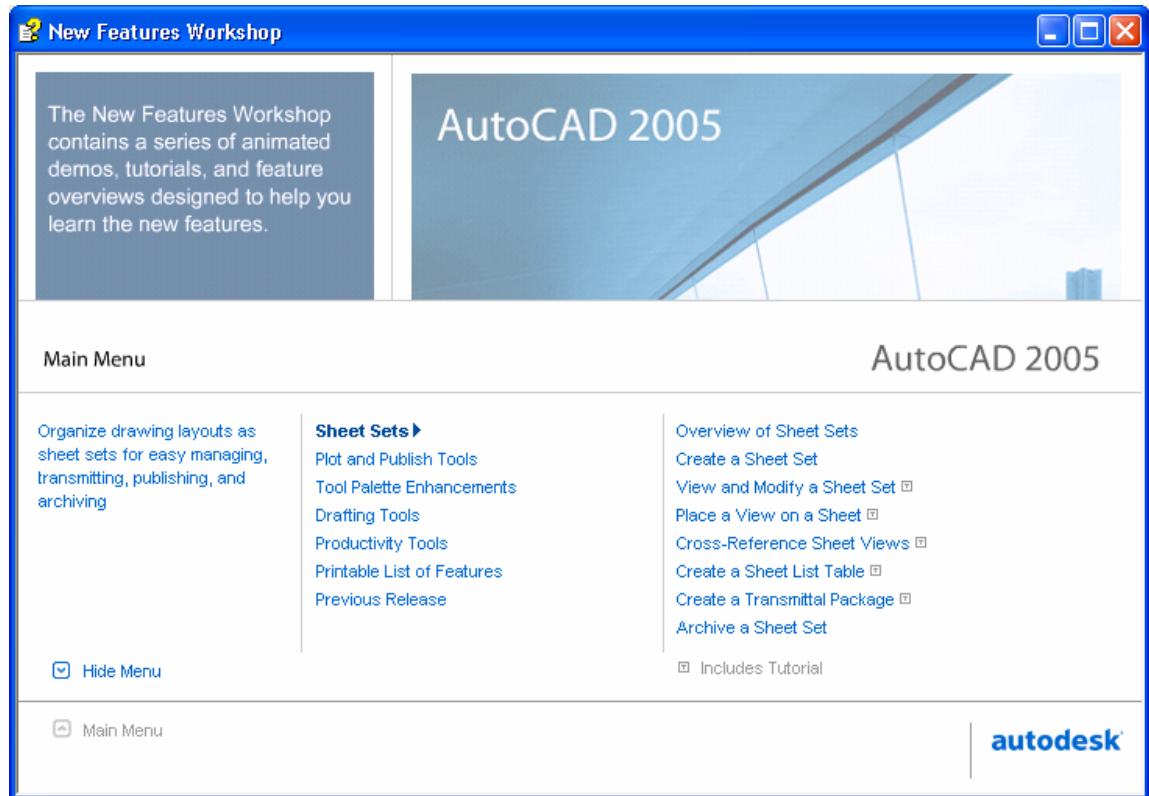 New Features Workshop
The New Features Workshop
contains a series of animated
demos, tutorials, and feature
overviews designed to help you
learn the new features.
AutoCAD 2005
Main Menu
AutoCAD 2005
Organize drawing layouts as
sheet sets for easy managing,
transmitting, publishing, and
archiving
Sheet Sets
Plot and Publish Tools
Tool Palette Enhancements
Drafting Tools
Productivity Tools
Printable List of Features
Previous Release
Overview of Sheet Sets
Create a Sheet Set
View and Modify a Sheet Set T
Place a View on a Sheet T
Cross-Reference Sheet Views T
Create a Sheet List Table T
Create a Transmittal Package T
Archive a Sheet Set
Hide Menu
T Includes Tutorial
Main Menu
autodesk